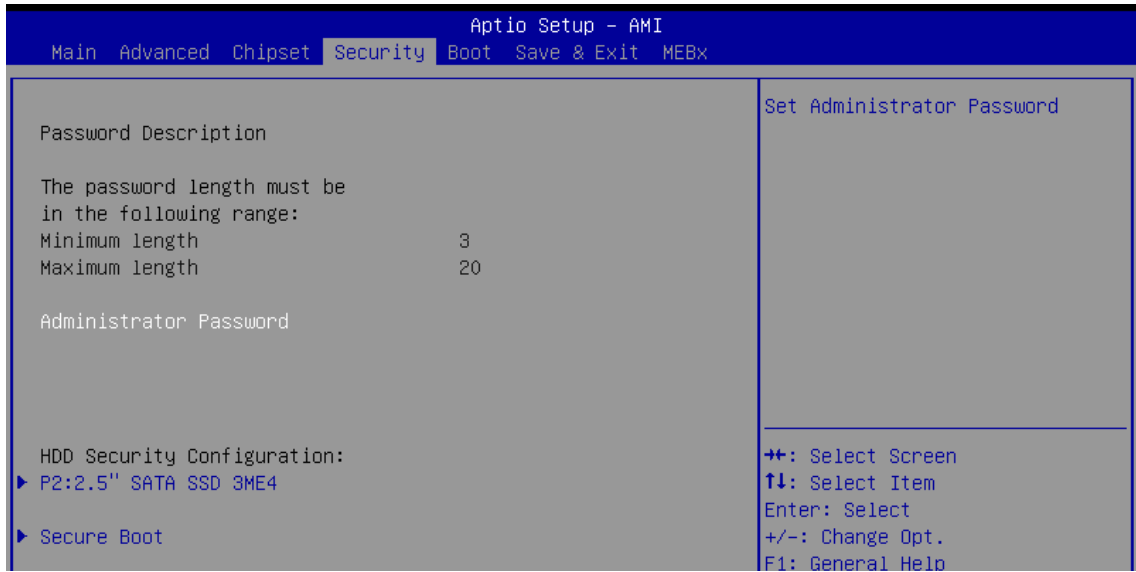 Aptio Setup – AMI
Main Advanced Chipset Security Boot Save & Exit MEBx
Set Administrator Password
Password Description
The password length must be
in the following range:
Minimum length 3
Maximum length 20
Administrator Password
HDD Security Configuration:
P2:2.5" SATA SSD 3ME4
Secure Boot
→←: Select Screen
↑↓: Select Item
Enter: Select
+/-: Change Opt.
F1: General Help